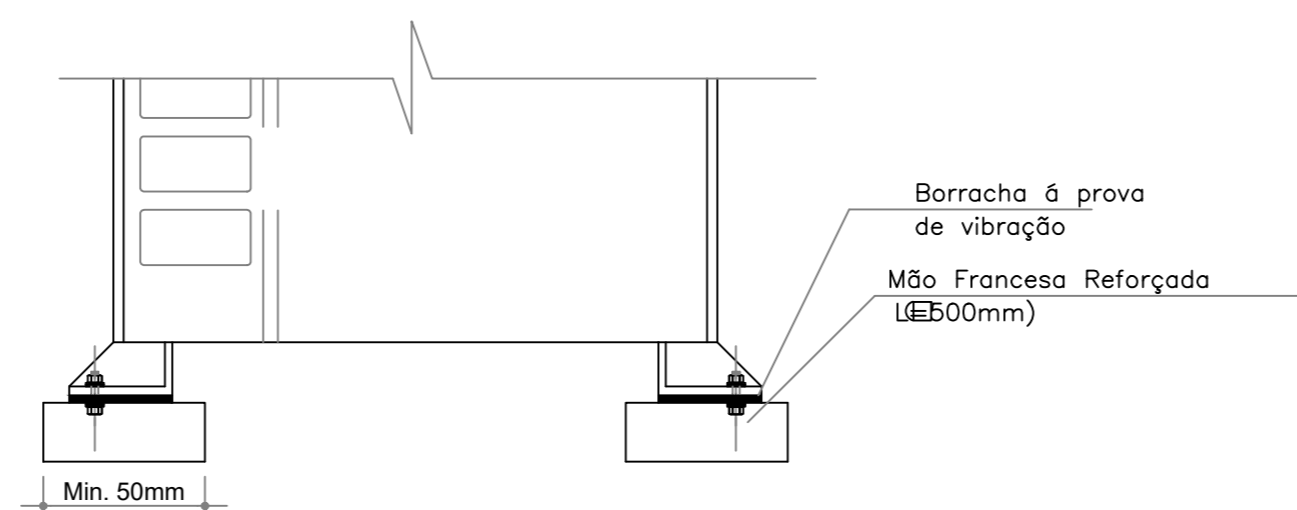 Borracha á prova
de vibração
Mão Francesa Reforçada
500mm)
Min. 50mm